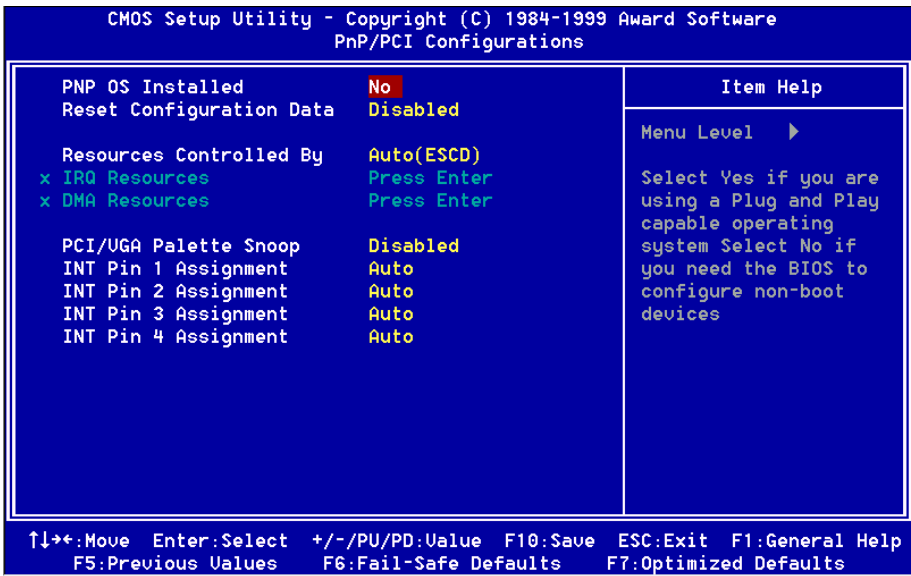 CMOS Setup Utility - Copyright (C) 1984-1999 Award Software
PnP/PCI Configurations
PNP OS Installed No
Reset Configuration Data Disabled
Resources Controlled By Auto(ESCD)
x IRQ Resources Press Enter
x DMA Resources Press Enter
PCI/VGA Palette Snoop Disabled
INT Pin 1 Assignment Auto
INT Pin 2 Assignment Auto
INT Pin 3 Assignment Auto
INT Pin 4 Assignment Auto
Item Help
Menu Level ▶
Select Yes if you are
using a Plug and Play
capable operating
system Select No if
you need the BIOS to
configure non-boot
devices
↑↓→←:Move Enter:Select +/-/PU/PD:Value F10:Save ESC:Exit F1:General Help
F5:Previous Values F6:Fail-Safe Defaults F7:Optimized Defaults